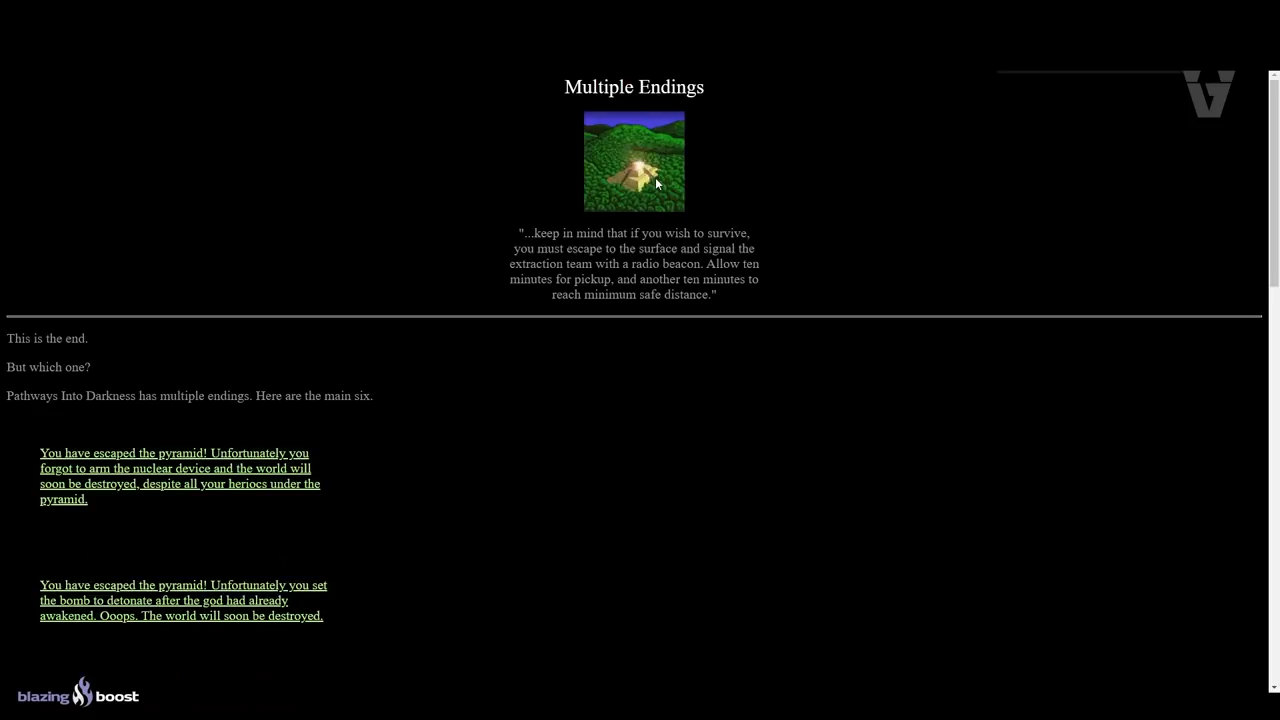 Multiple Endings
"...keep in mind that if you wish to survive,
you must escape to the surface and signal the
extraction team with a radio beacon. Allow ten
minutes for pickup, and another ten minutes to
reach minimum safe distance."
This is the end.
But which one?
Pathways Into Darkness has multiple endings. Here are the main six.
You have escaped the pyramid! Unfortunately you
forgot to arm the nuclear device and the world will
soon be destroyed, despite all your heriocs under the
pyramid.
You have escaped the pyramid! Unfortunately you set
the bomb to detonate after the god had already
awakened. Ooops. The world will soon be destroyed.
blazing boost